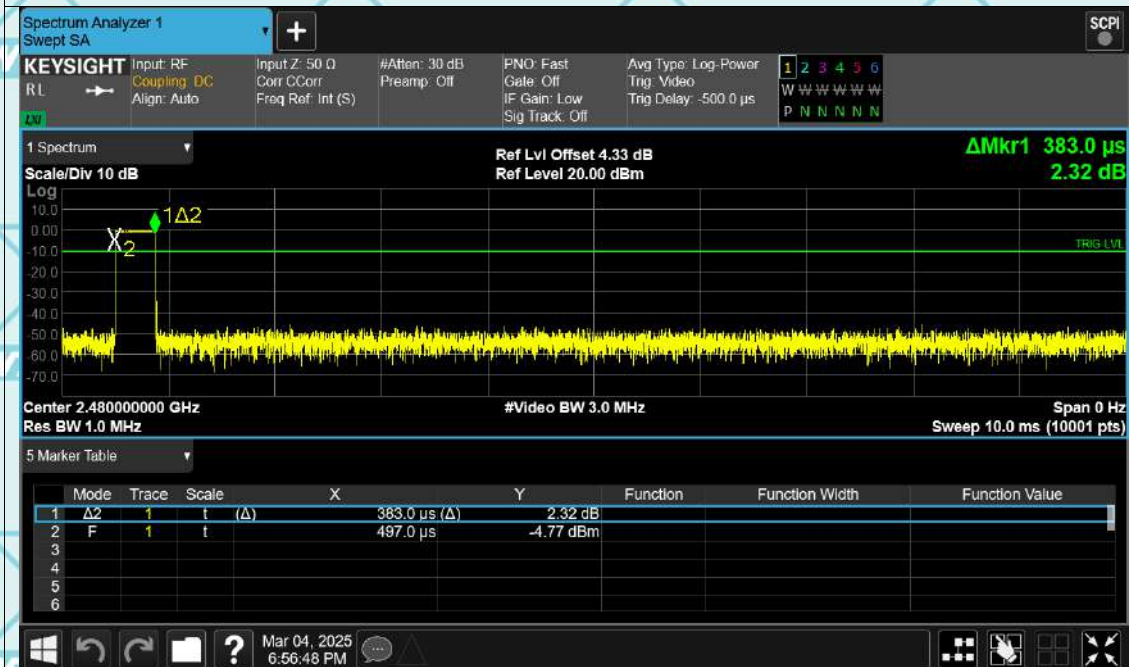 Spectrum Analyzer 1
Swept SA
+
SCPI
KEYSIGHT Input: RF Input Z: 50 Ω #Atten: 30 dB PNO: Fast Avg Type: Log-Power 1 2 3 4 5 6
RL Coupling: DC Corr CCorr Preamp: Off Gate: Off Trig: Video W W W W W W
Align: Auto Freq Ref: Int (S) IF Gain: Low Trig Delay: -500.0 µs P N N N N N
LXI Sig Track: Off
1 Spectrum
Ref Lvl Offset 4.33 dB ΔMkr1 383.0 µs
Scale/Div 10 dB Ref Level 20.00 dBm 2.32 dB
Log
10.0
1Δ2
0.00
X2
-10.0 TRIG LVL
-20.0
-30.0
-40.0
-50.0
-60.0
-70.0
Center 2.480000000 GHz #Video BW 3.0 MHz Span 0 Hz
Res BW 1.0 MHz Sweep 10.0 ms (10001 pts)
5 Marker Table
Mode Trace Scale X Y Function Function Width Function Value
1 Δ2 1 t (Δ) 383.0 µs (Δ) 2.32 dB
2 F 1 t 497.0 µs -4.77 dBm
3
4
5
6
? Mar 04, 2025
6:56:48 PM